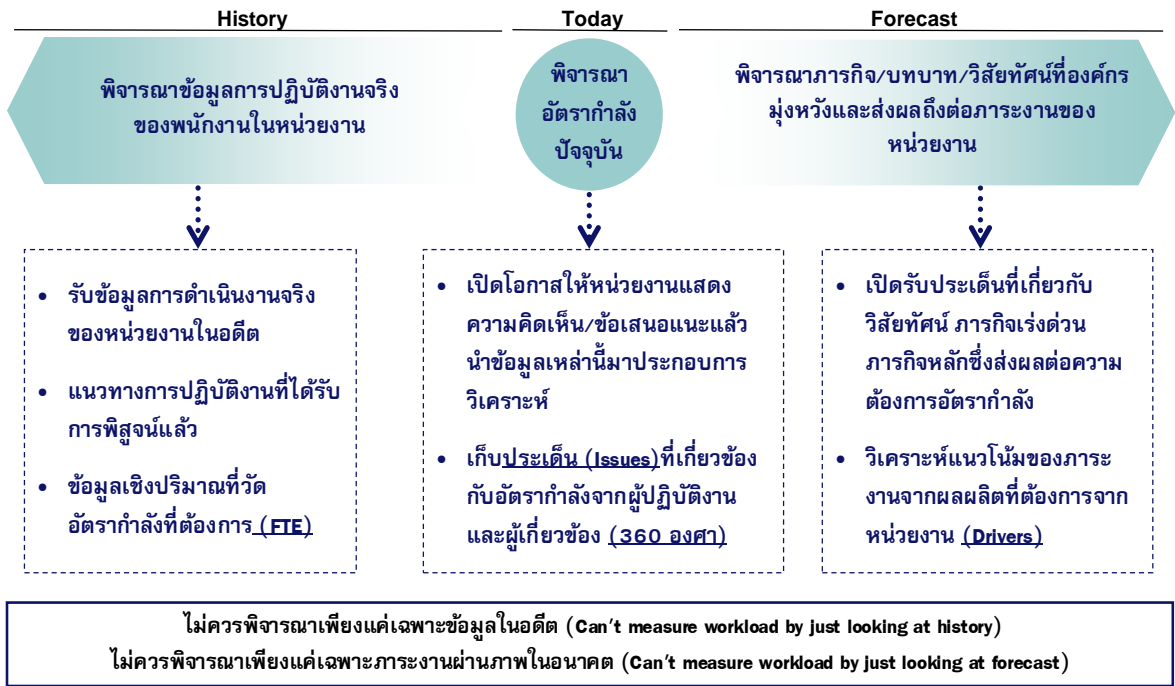 History
Today
Forecast
พิจารณาข้อมูลการปฏิบัติงานจริง
ของพนักงานในหน่วยงาน
พิจารณา
อัตรากำลัง
ปัจจุบัน
พิจารณาภารกิจ/บทบาท/วิสัยทัศน์ที่องค์กร
มุ่งหวังและส่งผลถึงต่อภาระงานของ
หน่วยงาน
• รับข้อมูลการดำเนินงานจริง
ของหน่วยงานในอดีต
• แนวทางการปฏิบัติงานที่ได้รับ
การพิสูจน์แล้ว
• ข้อมูลเชิงปริมาณที่วัด
อัตรากำลังที่ต้องการ (FTE)
• เปิดโอกาสให้หน่วยงานแสดง
ความคิดเห็น/ข้อเสนอแนะแล้ว
นำข้อมูลเหล่านี้มาประกอบการ
วิเคราะห์
• เก็บประเด็น (Issues)ที่เกี่ยวข้อง
กับอัตรากำลังจากผู้ปฏิบัติงาน
และผู้เกี่ยวข้อง (360 องศา)
• เปิดรับประเด็นที่เกี่ยวกับ
วิสัยทัศน์ ภารกิจเร่งด่วน
ภารกิจหลักซึ่งส่งผลต่อความ
ต้องการอัตรากำลัง
• วิเคราะห์แนวโน้มของภาระ
งานจากผลผลิตที่ต้องการจาก
หน่วยงาน (Drivers)
ไม่ควรพิจารณาเพียงแค่เฉพาะข้อมูลในอดีต (Can't measure workload by just looking at history)
ไม่ควรพิจารณาเพียงแค่เฉพาะภาระงานผ่านภาพในอนาคต (Can't measure workload by just looking at forecast)